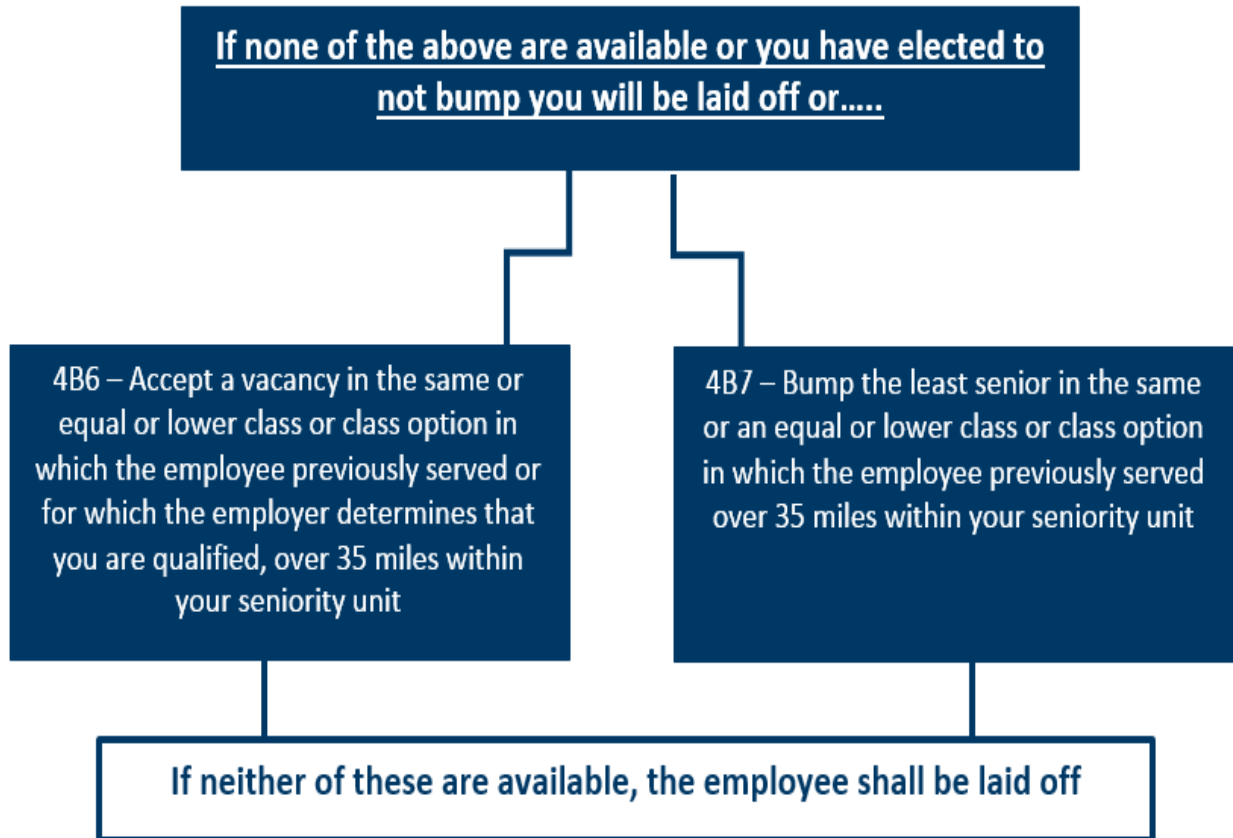 If none of the above are available or you have elected to
not bump you will be laid off or…..
4B6 – Accept a vacancy in the same or
equal or lower class or class option in
which the employee previously served or
for which the employer determines that
you are qualified, over 35 miles within
your seniority unit
4B7 – Bump the least senior in the same
or an equal or lower class or class option
in which the employee previously served
over 35 miles within your seniority unit
If neither of these are available, the employee shall be laid off